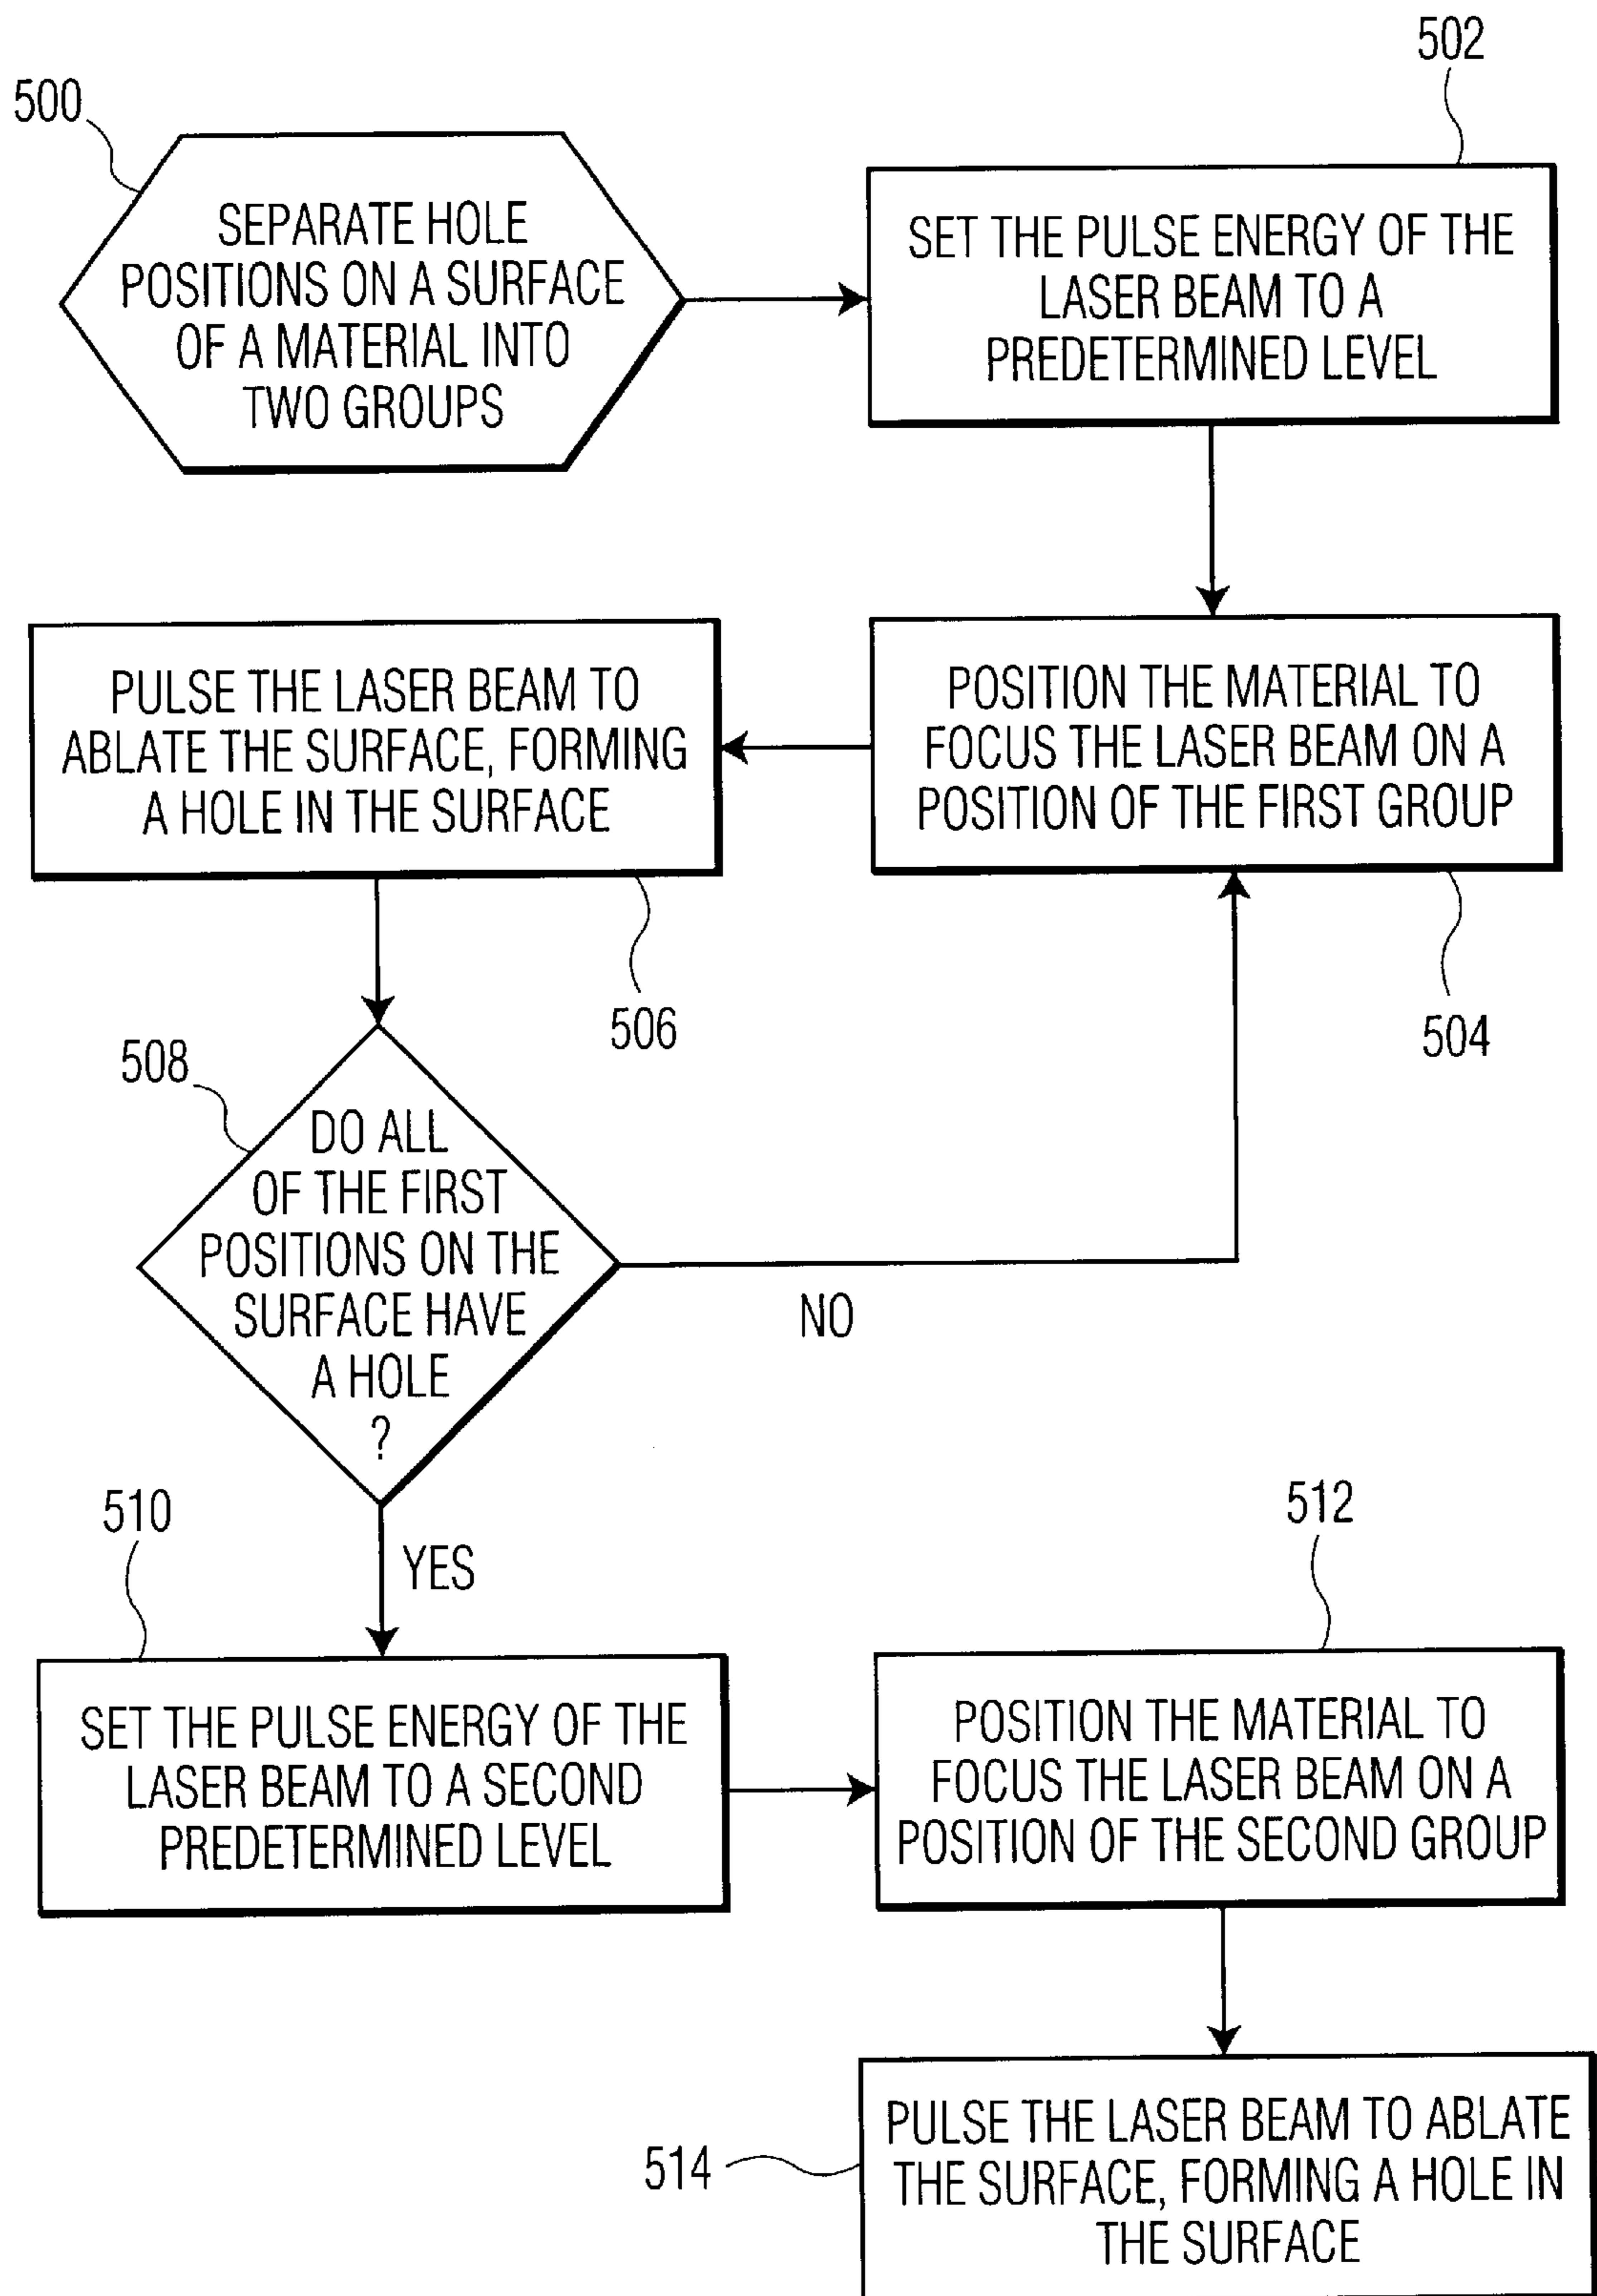 500
SEPARATE HOLE
POSITIONS ON A SURFACE
OF A MATERIAL INTO
TWO GROUPS
502
SET THE PULSE ENERGY OF THE
LASER BEAM TO A
PREDETERMINED LEVEL
POSITION THE MATERIAL TO
FOCUS THE LASER BEAM ON A
POSITION OF THE FIRST GROUP
504
PULSE THE LASER BEAM TO
ABLATE THE SURFACE, FORMING
A HOLE IN THE SURFACE
506
508
DO ALL
OF THE FIRST
POSITIONS ON THE
SURFACE HAVE
A HOLE
?
NO
YES
510
SET THE PULSE ENERGY OF THE
LASER BEAM TO A SECOND
PREDETERMINED LEVEL
512
POSITION THE MATERIAL TO
FOCUS THE LASER BEAM ON A
POSITION OF THE SECOND GROUP
514
PULSE THE LASER BEAM TO ABLATE
THE SURFACE, FORMING A HOLE IN
THE SURFACE